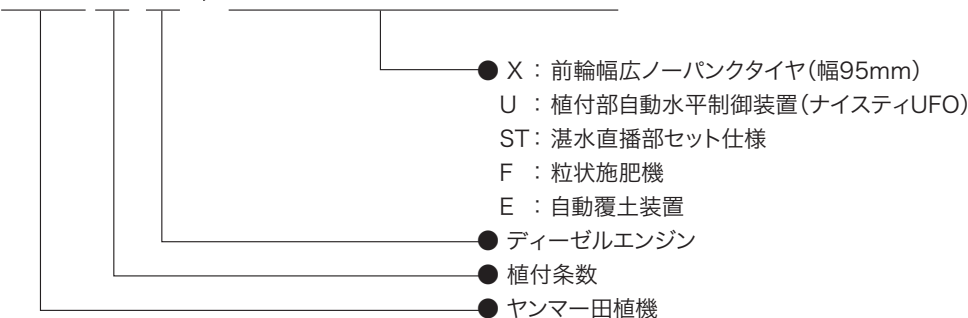 ● X : 前輪幅広ノーパンクタイヤ(幅95mm)
U : 植付部自動水平制御装置(ナイスティUFO)
ST: 湛水直播部セット仕様
F : 粒状施肥機
E : 自動覆土装置
● ディーゼルエンジン
● 植付条数
● ヤンマー田植機